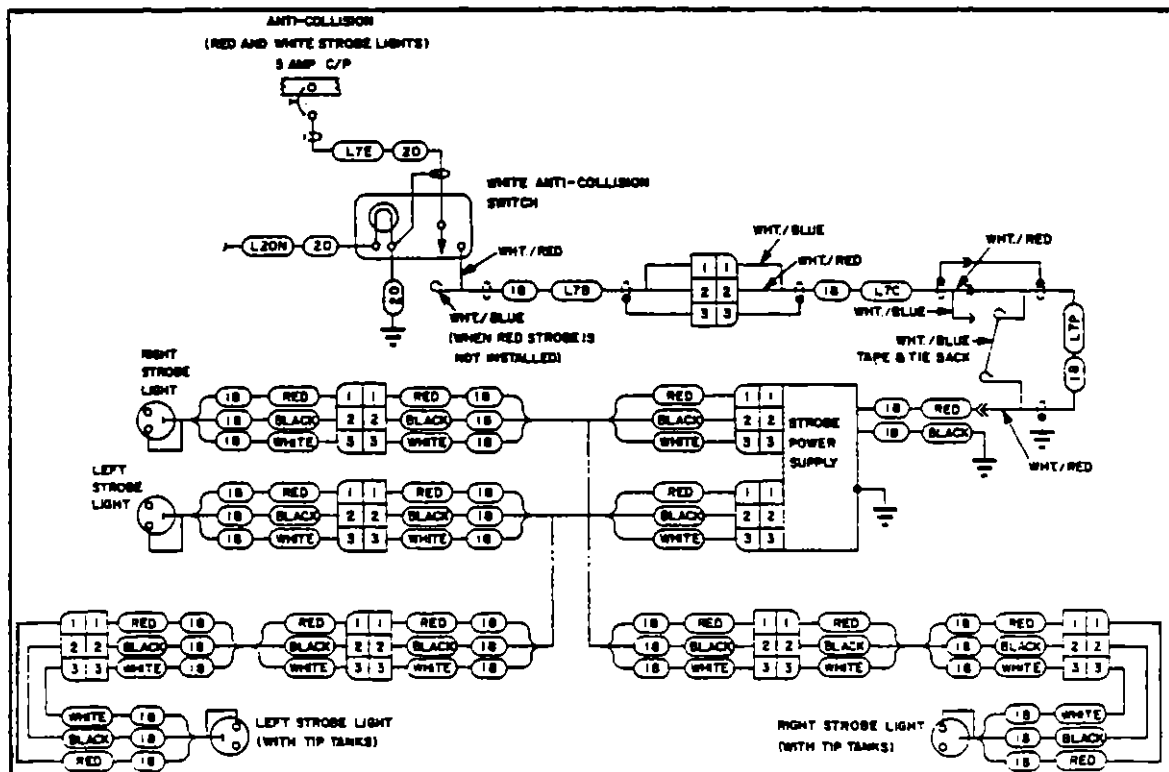 ANTI-COLLISION
(RED AND WHITE STROBE LIGHTS)
5 AMP C/P
L7E 20
WHITE ANTI-COLLISION
SWITCH
L20N 20
20
WHT./RED
WHT./BLUE
(WHEN RED STROBE IS
NOT INSTALLED)
18 L7B
1 1
2 2
3 3
WHT./BLUE
WHT./RED
18 L7C
WHT./RED
WHT./BLUE
WHT./BLUE
TAPE & TIE BACK
L7P
18
RIGHT
STROBE
LIGHT
18 RED 1 1 RED 18
18 BLACK 2 2 BLACK 18
18 WHITE 3 3 WHITE 18
RED 1 1
BLACK 2 2
WHITE 3 3
STROBE
POWER
SUPPLY
18 RED
18 BLACK
WHT./RED
LEFT
STROBE
LIGHT
18 RED 1 1 RED 18
18 BLACK 2 2 BLACK 18
18 WHITE 3 3 WHITE 18
RED 1 1
BLACK 2 2
WHITE 3 3
1 1 RED 18
2 2 BLACK 18
3 3 WHITE 18
RED 1 1 RED 18
BLACK 2 2 BLACK 18
WHITE 3 3 WHITE 18
18 RED 1 1 RED
18 BLACK 2 2 BLACK
18 WHITE 3 3 WHITE
18 RED 1 1
18 BLACK 2 2
18 WHITE 3 3
WHITE 18
BLACK 18
RED 18
LEFT STROBE LIGHT
(WITH TIP TANKS)
RIGHT STROBE LIGHT
(WITH TIP TANKS)
18 WHITE
18 BLACK
18 RED